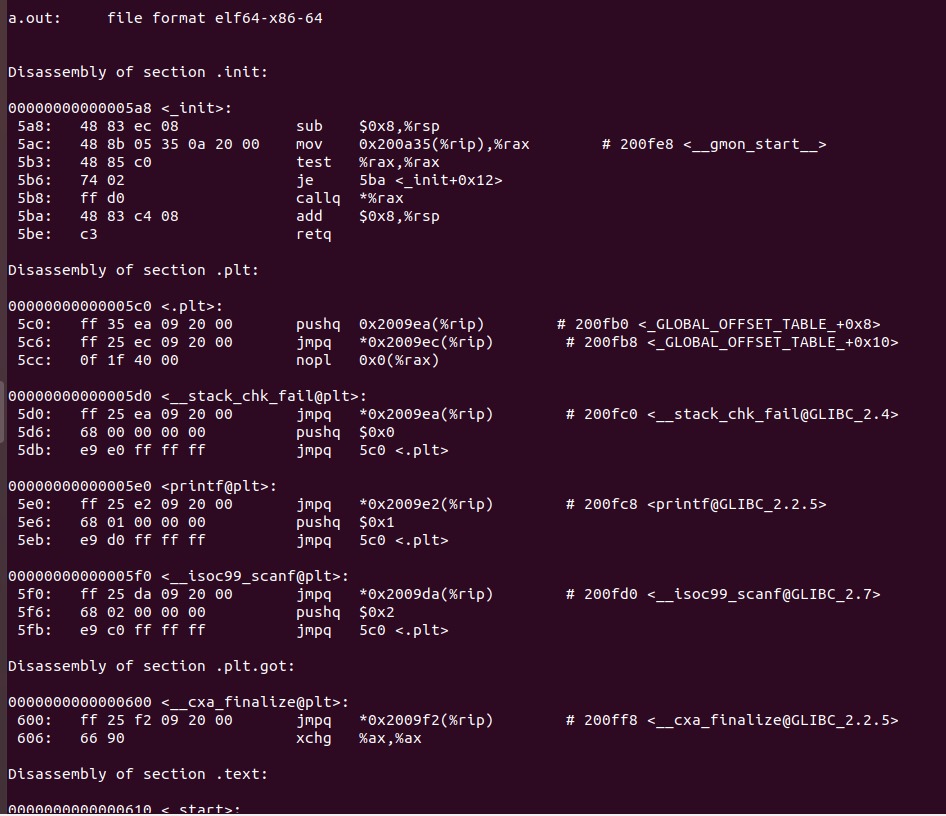 a.out:     file format elf64-x86-64
Disassembly of section .init:
00000000000005a8 <_init>:
 5a8:	48 83 ec 08          	sub    $0x8,%rsp
 5ac:	48 8b 05 35 0a 20 00 	mov    0x200a35(%rip),%rax        # 200fe8 <__gmon_start__>
 5b3:	48 85 c0             	test   %rax,%rax
 5b6:	74 02                	je     5ba <_init+0x12>
 5b8:	ff d0                	callq  *%rax
 5ba:	48 83 c4 08          	add    $0x8,%rsp
 5be:	c3                   	retq
Disassembly of section .plt:
00000000000005c0 <.plt>:
 5c0:	ff 35 ea 09 20 00    	pushq  0x2009ea(%rip)        # 200fb0 <_GLOBAL_OFFSET_TABLE_+0x8>
 5c6:	ff 25 ec 09 20 00    	jmpq   *0x2009ec(%rip)        # 200fb8 <_GLOBAL_OFFSET_TABLE_+0x10>
 5cc:	0f 1f 40 00          	nopl   0x0(%rax)
00000000000005d0 <__stack_chk_fail@plt>:
 5d0:	ff 25 ea 09 20 00    	jmpq   *0x2009ea(%rip)        # 200fc0 <__stack_chk_fail@GLIBC_2.4>
 5d6:	68 00 00 00 00       	pushq  $0x0
 5db:	e9 e0 ff ff ff       	jmpq   5c0 <.plt>
00000000000005e0 <printf@plt>:
 5e0:	ff 25 e2 09 20 00    	jmpq   *0x2009e2(%rip)        # 200fc8 <printf@GLIBC_2.2.5>
 5e6:	68 01 00 00 00       	pushq  $0x1
 5eb:	e9 d0 ff ff ff       	jmpq   5c0 <.plt>
00000000000005f0 <__isoc99_scanf@plt>:
 5f0:	ff 25 da 09 20 00    	jmpq   *0x2009da(%rip)        # 200fd0 <__isoc99_scanf@GLIBC_2.7>
 5f6:	68 02 00 00 00       	pushq  $0x2
 5fb:	e9 c0 ff ff ff       	jmpq   5c0 <.plt>
Disassembly of section .plt.got:
0000000000000600 <__cxa_finalize@plt>:
 600:	ff 25 f2 09 20 00    	jmpq   *0x2009f2(%rip)        # 200ff8 <__cxa_finalize@GLIBC_2.2.5>
 606:	66 90                	xchg   %ax,%ax
Disassembly of section .text:
0000000000000610 <_start>: